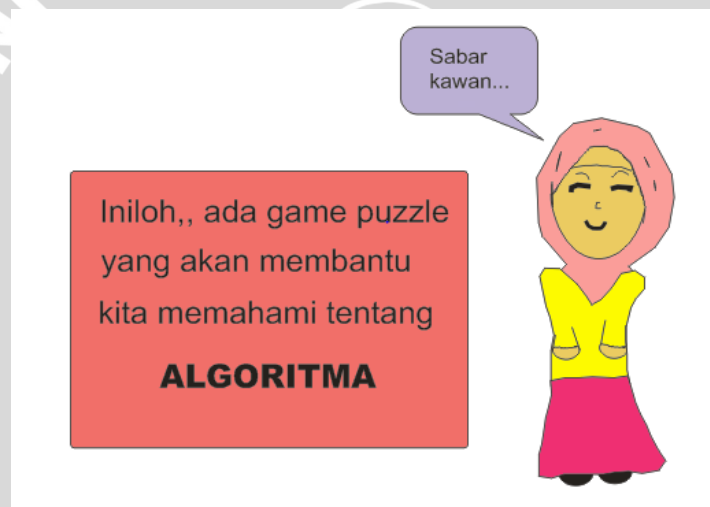 Sabar
kawan...
Iniloh,, ada game puzzle
yang akan membantu
kita memahami tentang
ALGORITMA